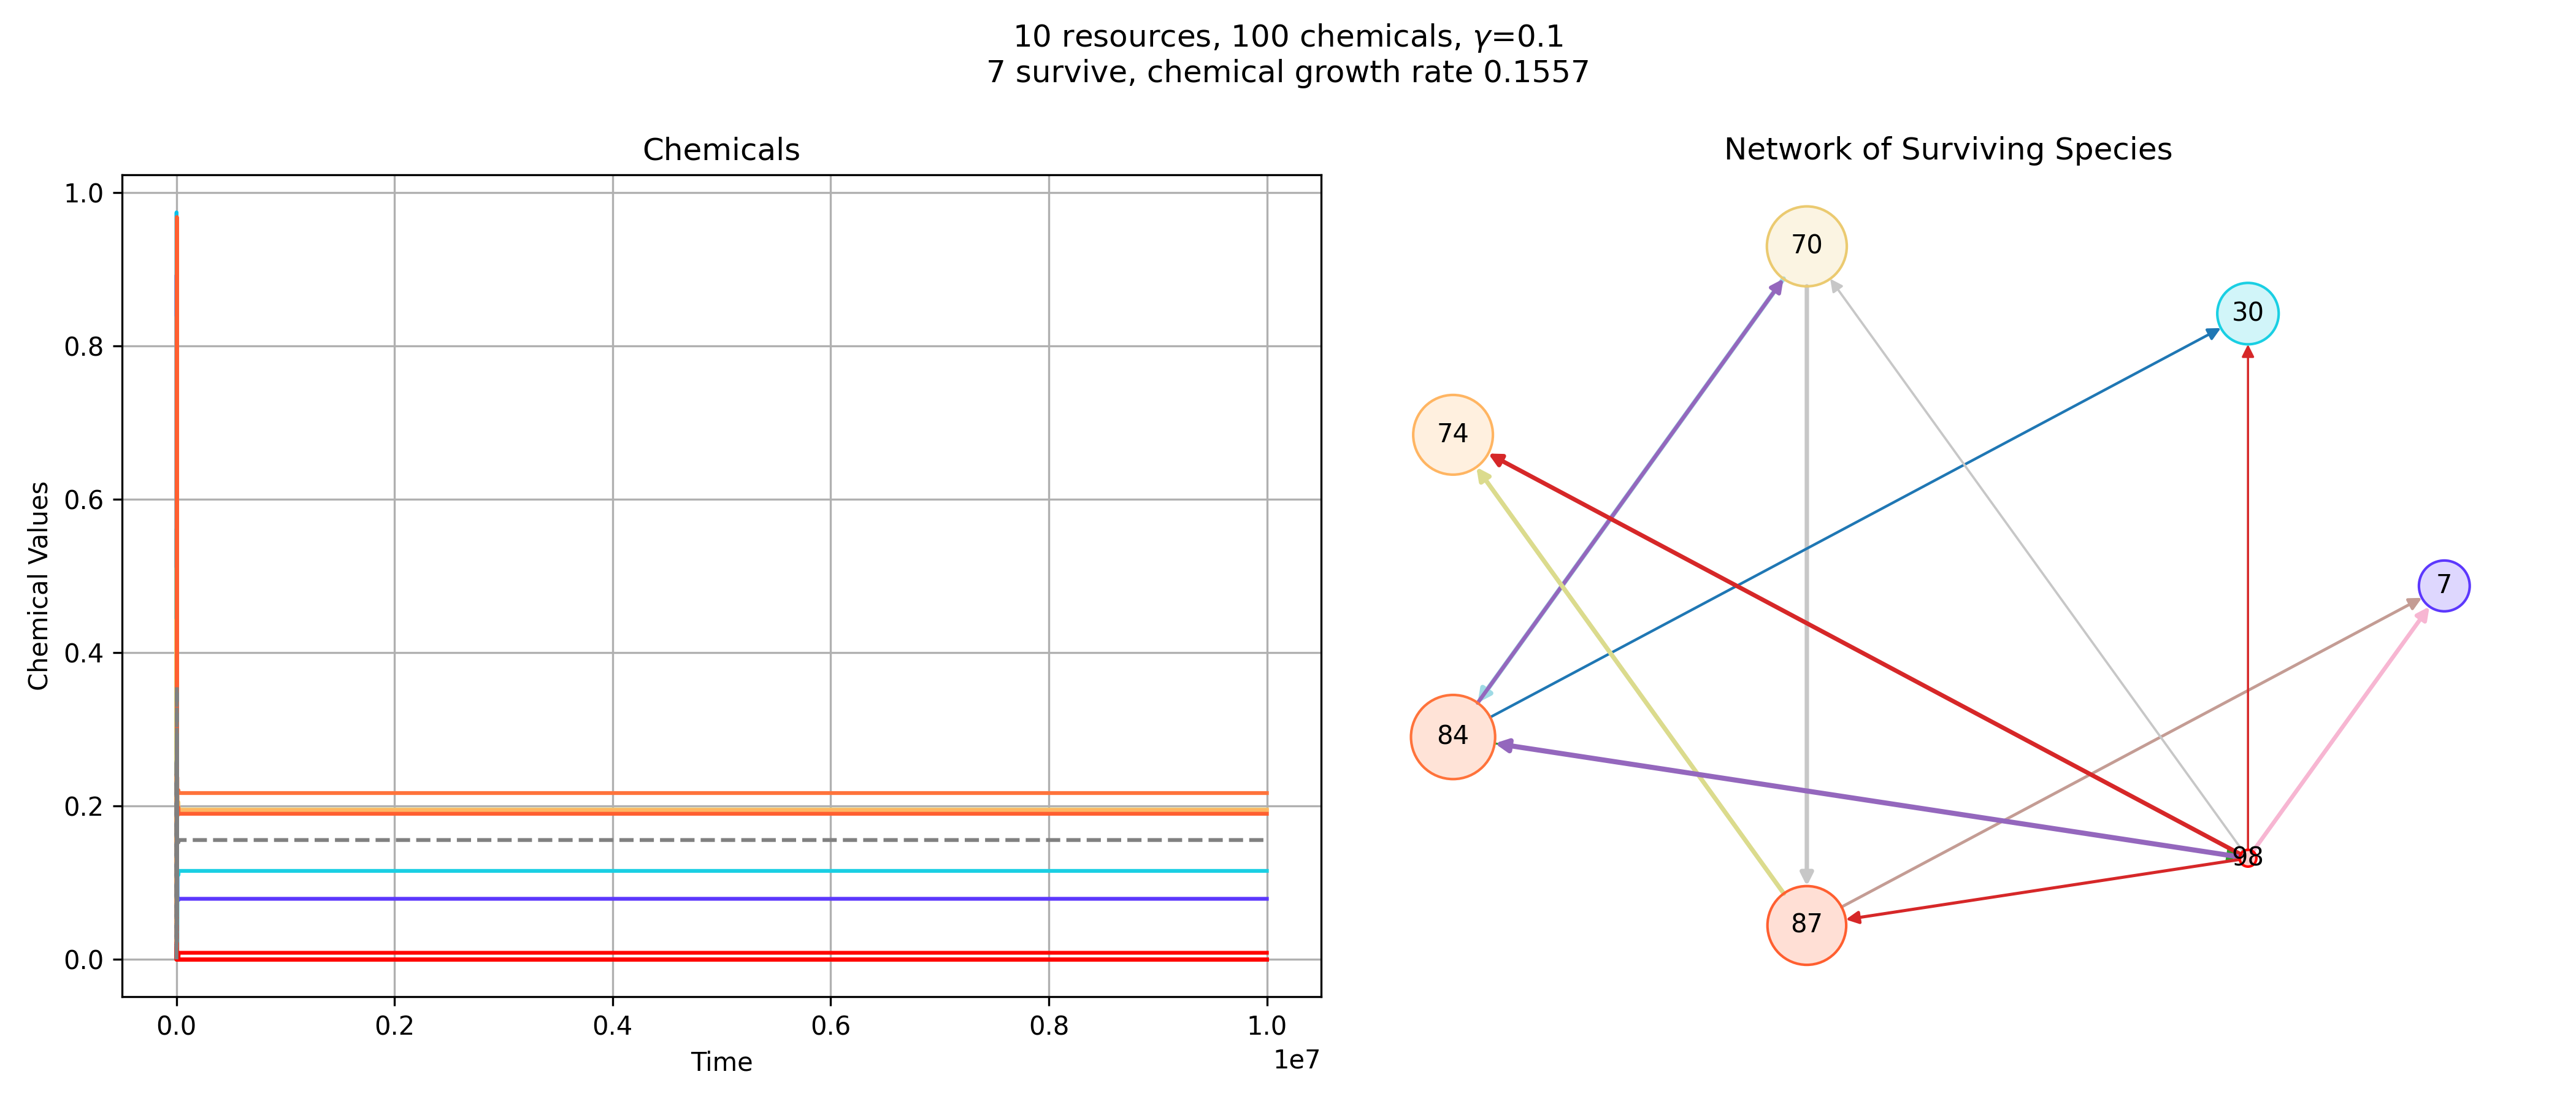 10 resources, 100 chemicals, γ=0.1
7 survive, chemical growth rate 0.1557
Chemicals
Chemical Values
1.0
0.8
0.6
0.4
0.2
0.0
0.0 0.2 0.4 0.6 0.8 1.0
1e7
Time
Network of Surviving Species
70
30
74
7
84
98
87